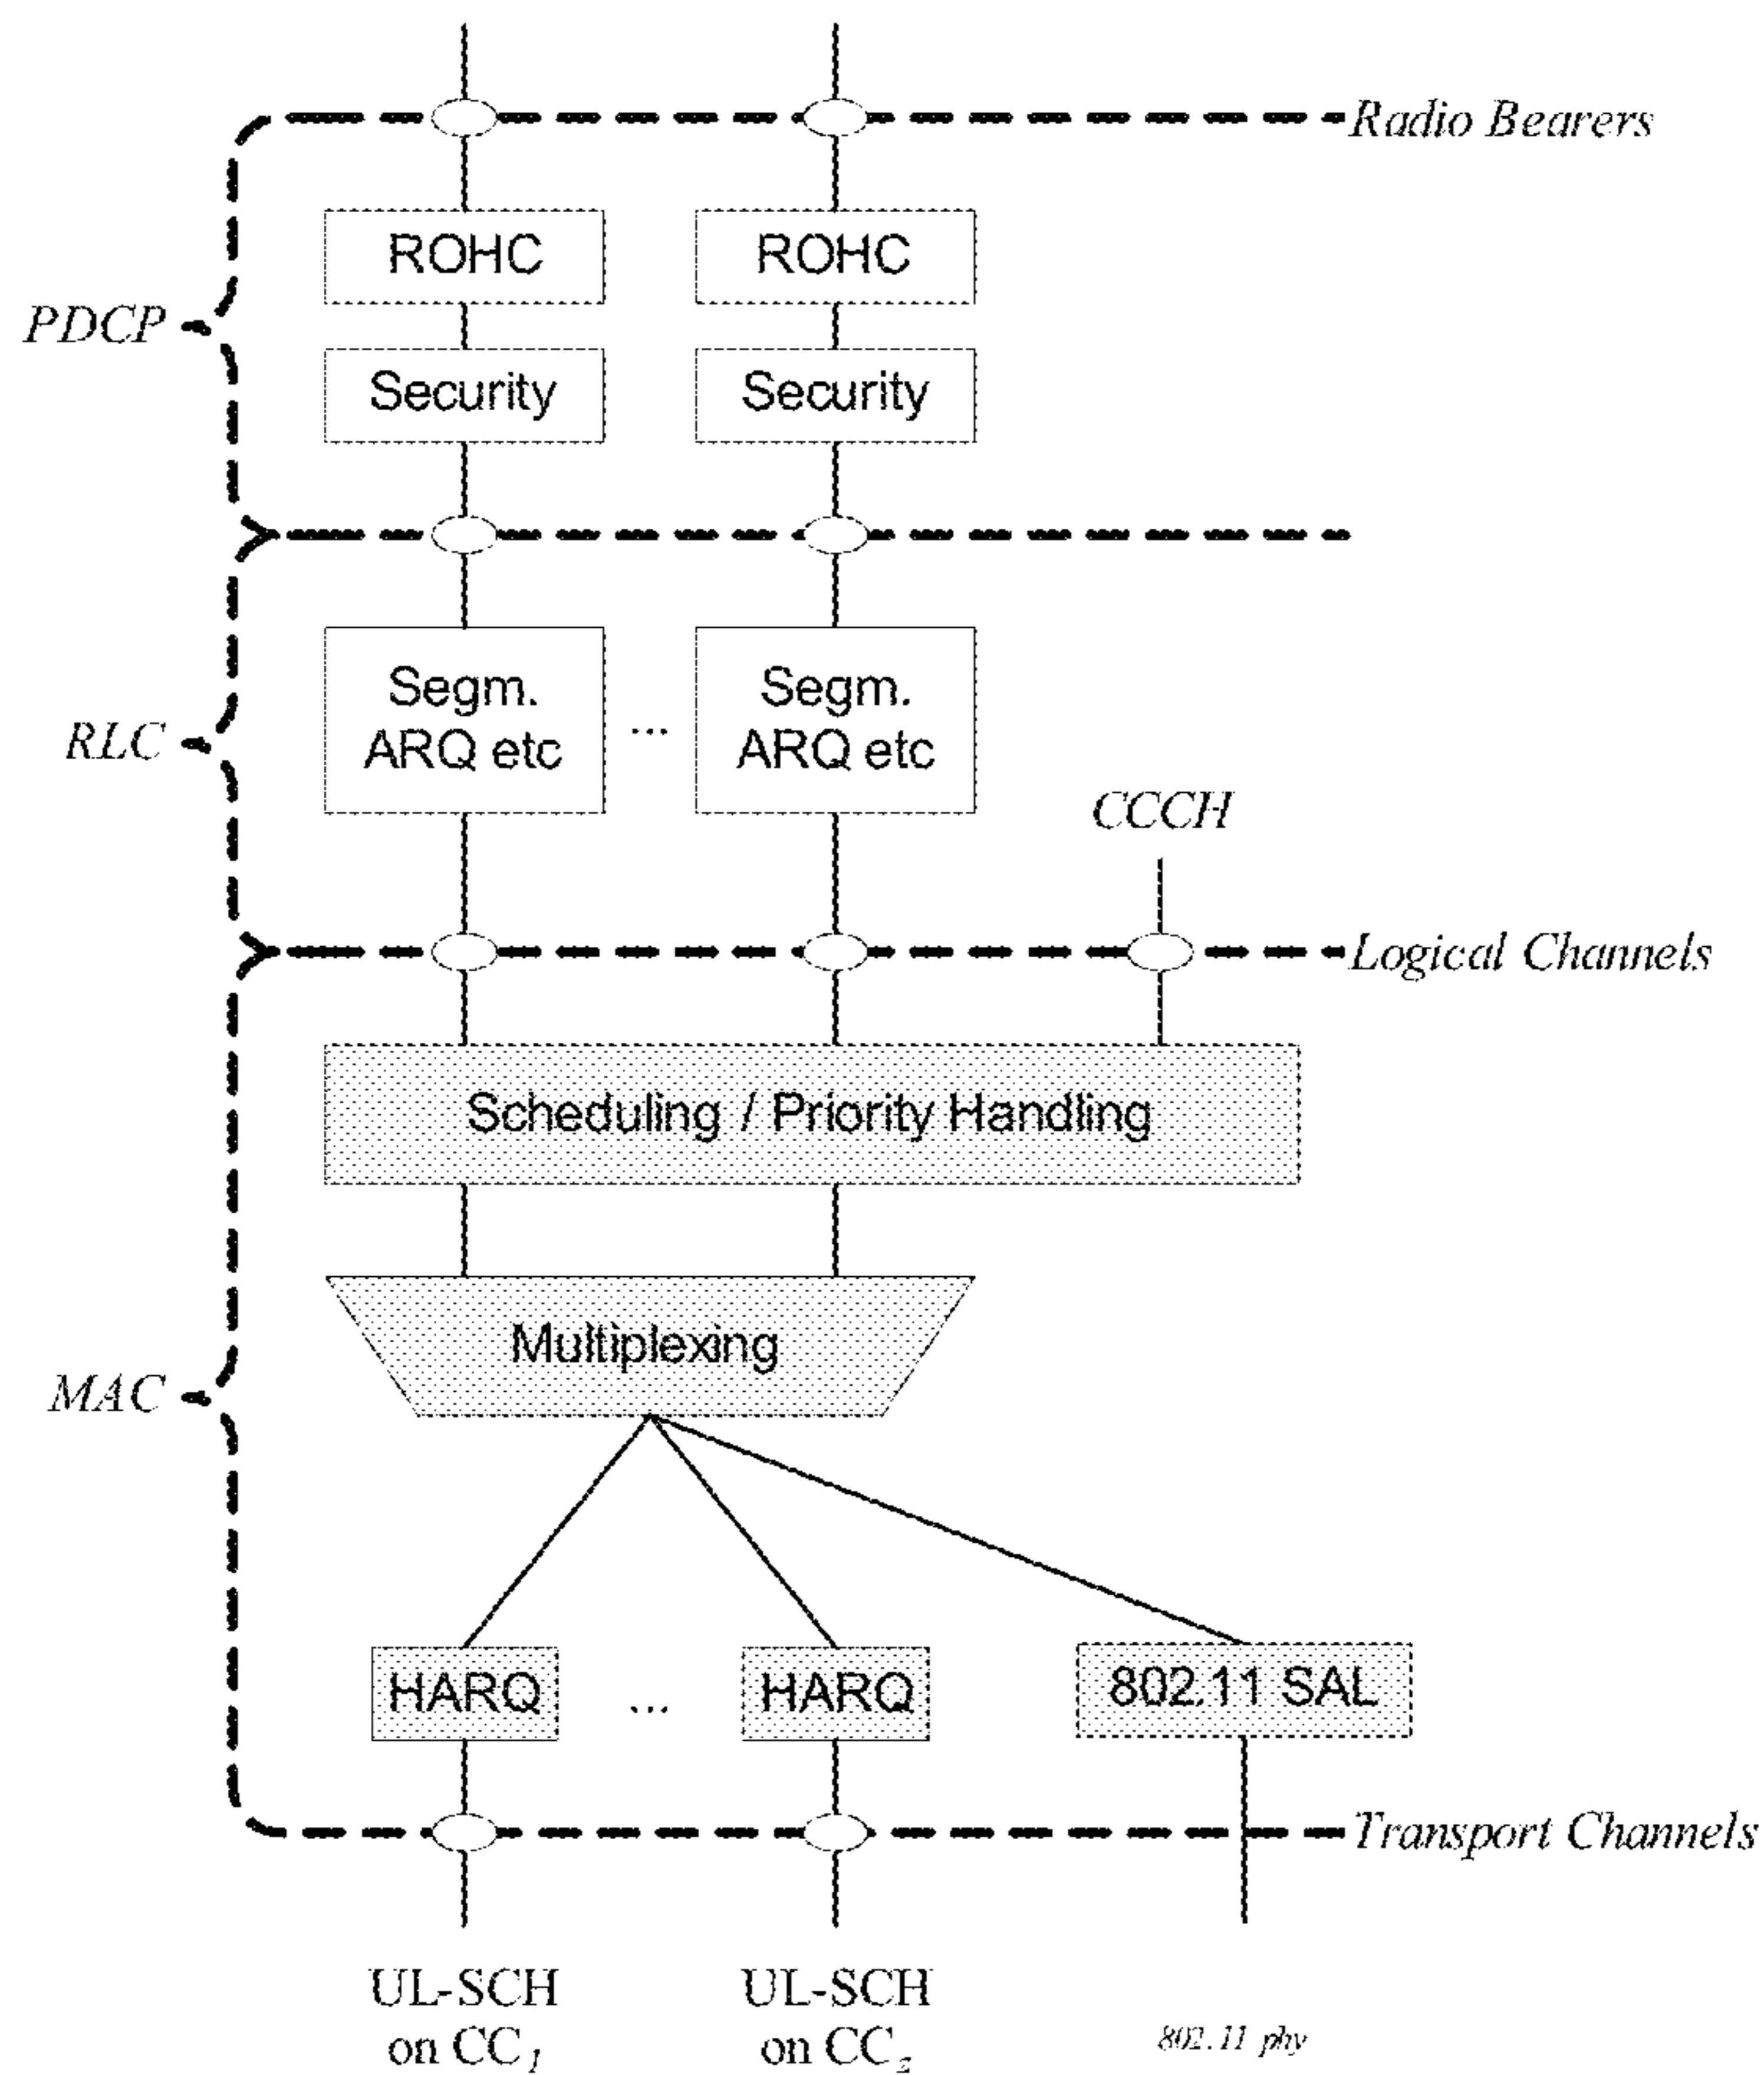 Radio Bearers
ROHC
ROHC
PDCP
Security
Security
Segm.
ARQ etc
...
Segm.
ARQ etc
RLC
CCCH
Logical Channels
Scheduling / Priority Handling
Multiplexing
MAC
HARQ
...
HARQ
802.11 SAL
Transport Channels
UL-SCH
on CC1
UL-SCH
on CCz
802.11 phy